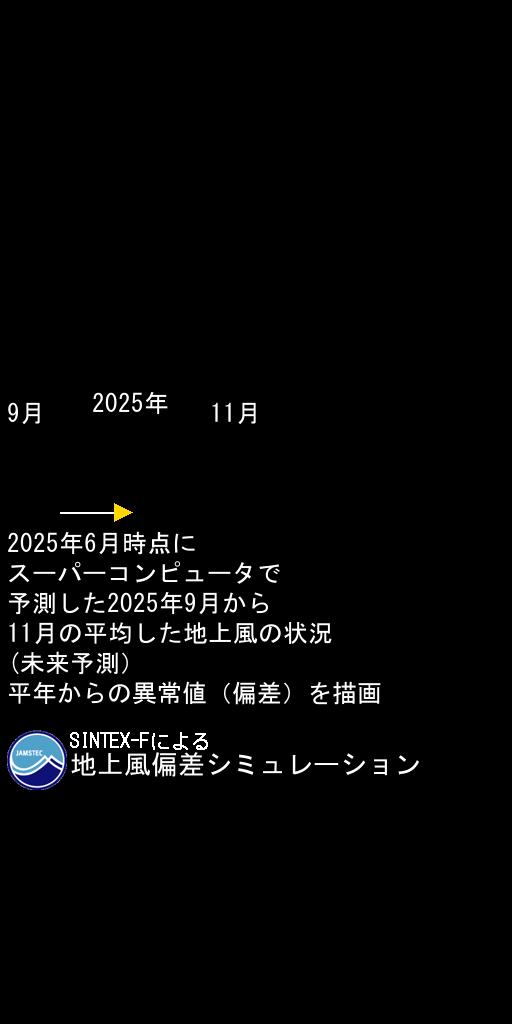 9月 2025年 11月
2025年6月時点に
スーパーコンピュータで
予測した2025年9月から
11月の平均した地上風の状況
(未来予測)
平年からの異常値（偏差）を描画
JAMSTEC
SINTEX-Fによる
地上風偏差シミュレーション